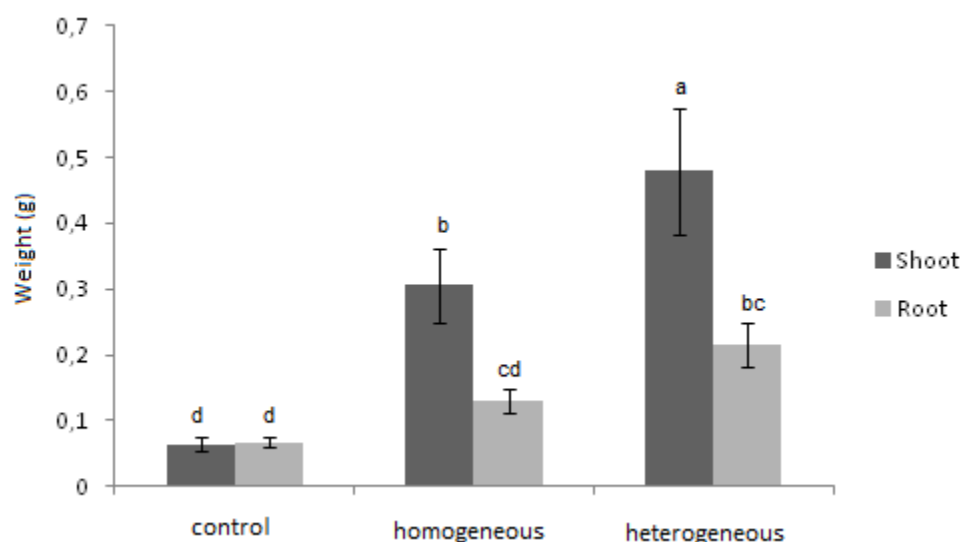 0,7
0,6
0,5
0,4
0,3
0,2
0,1
0
Weight (g)
d
d
b
cd
a
bc
control
homogeneous
heterogeneous
Shoot
Root